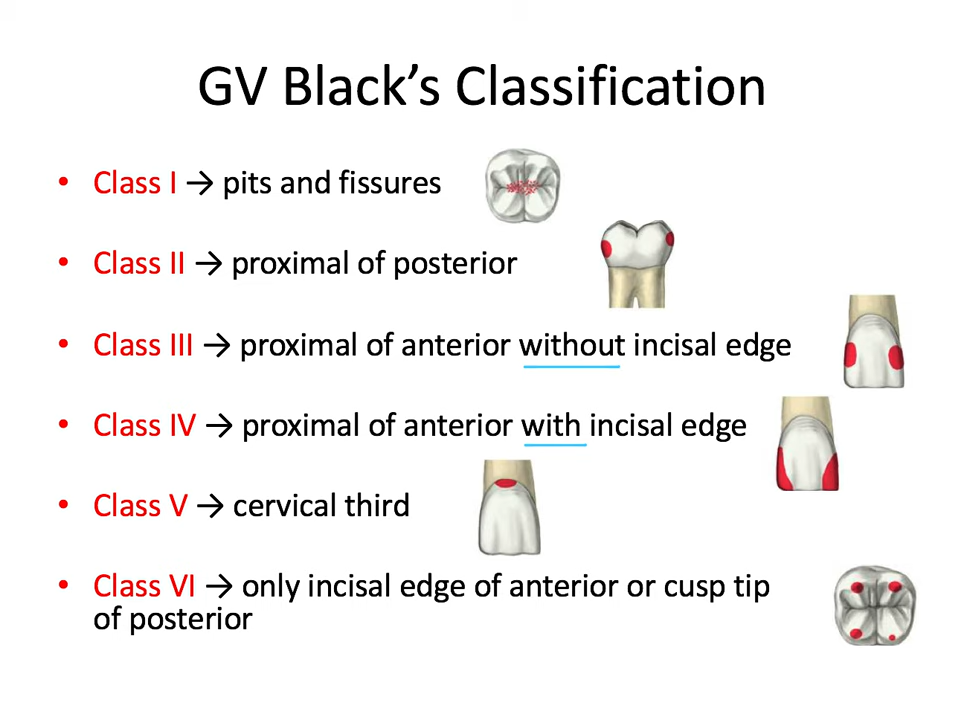 GV Black’s Classification
• Class I → pits and fissures
• Class II → proximal of posterior
• Class III → proximal of anterior without incisal edge
• Class IV → proximal of anterior with incisal edge
• Class V → cervical third
• Class VI → only incisal edge of anterior or cusp tip
of posterior